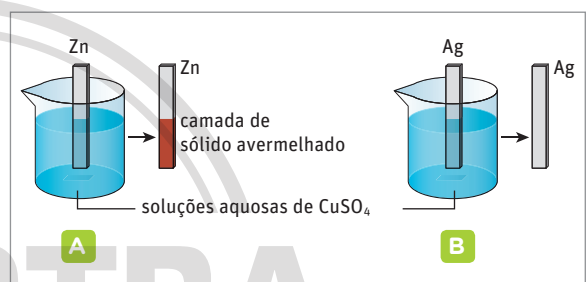 Zn
Zn
camada de
sólido avermelhado
Ag
Ag
soluções aquosas de CuSO₄
A
B